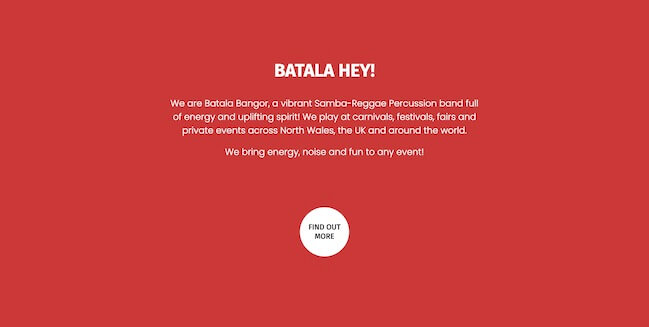 BATALA HEY!
We are Batala Bangor, a vibrant Samba-Reggae Percussion band full
of energy and uplifting spirit! We play at carnivals, festivals, fairs and
private events across North Wales, the UK and around the world.
We bring energy, noise and fun to any event!
FIND OUT
MORE